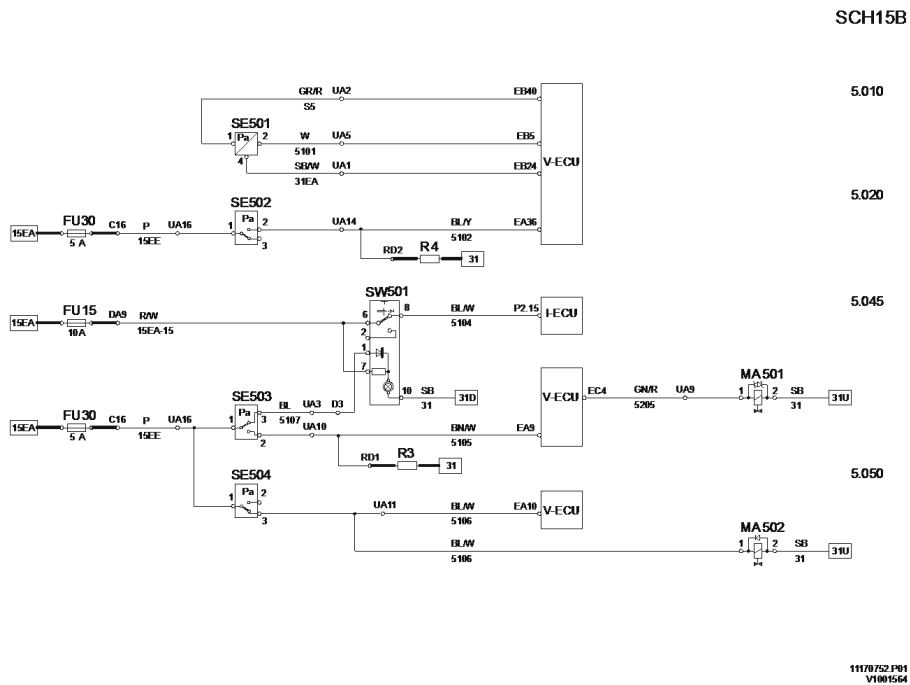 SCH15B
GR/R UA2 EB40 5.010
S5
SE501
1 Pa 2 W UA5 EB5
5101
V-ECU
4 SB/W UA1 EB24
31EA
5.020
SE502
FU30 C16 P UA16 1 Pa 2 UA14 BL/Y EA36
15EA 5 A 15EE 3 5102
RD2 R4 31
SW501 5.045
FU15 DA9 R/W 6 8 BL/W P2.15 I-ECU
15EA 10A 15EA-15 2 5104
1
7 MA501
V-ECU EC4 GN/R UA9 1 2 SB
10 SB 31D 5205 31 31U
31
SE503
FU30 C16 P UA16 1 Pa 3 BL UA3 D3
15EA 5 A 15EE 5107
2 UA10 BN/W EA9
5105
RD1 R3 31
SE504 5.050
1 Pa 2
3 UA11 BL/W EA10 V-ECU
5106
MA502
BL/W 1 2 SB 31U
5106 31
11170752.P01
V1001564